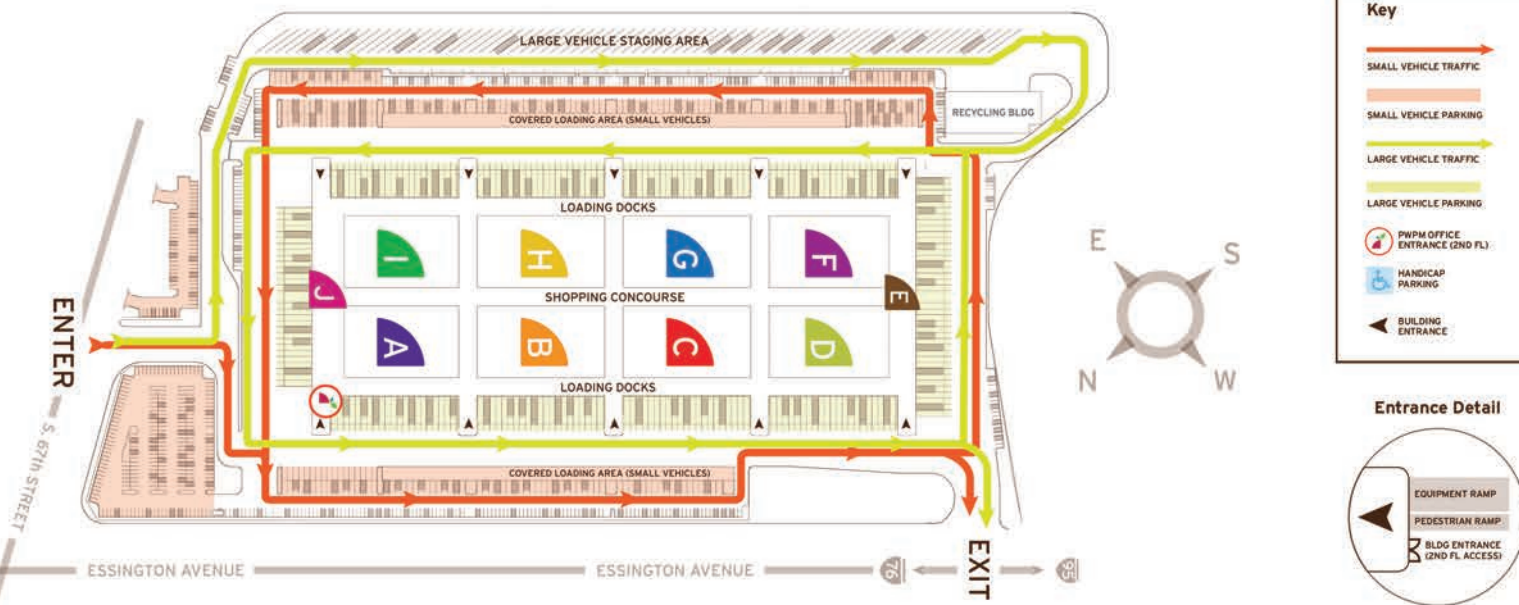 LARGE VEHICLE STAGING AREA
COVERED LOADING AREA (SMALL VEHICLES)
RECYCLING BLDG
LOADING DOCKS
I
H
G
F
J
SHOPPING CONCOURSE
E
A
B
C
D
LOADING DOCKS
COVERED LOADING AREA (SMALL VEHICLES)
ENTER
S. 67th STREET
ESSINGTON AVENUE
ESSINGTON AVENUE
76
EXIT
95
E
S
N
W
Key
SMALL VEHICLE TRAFFIC
SMALL VEHICLE PARKING
LARGE VEHICLE TRAFFIC
LARGE VEHICLE PARKING
PWPM OFFICE
ENTRANCE (2ND FL)
HANDICAP
PARKING
BUILDING
ENTRANCE
Entrance Detail
EQUIPMENT RAMP
PEDESTRIAN RAMP
BLDG ENTRANCE
(2ND FL ACCESS)